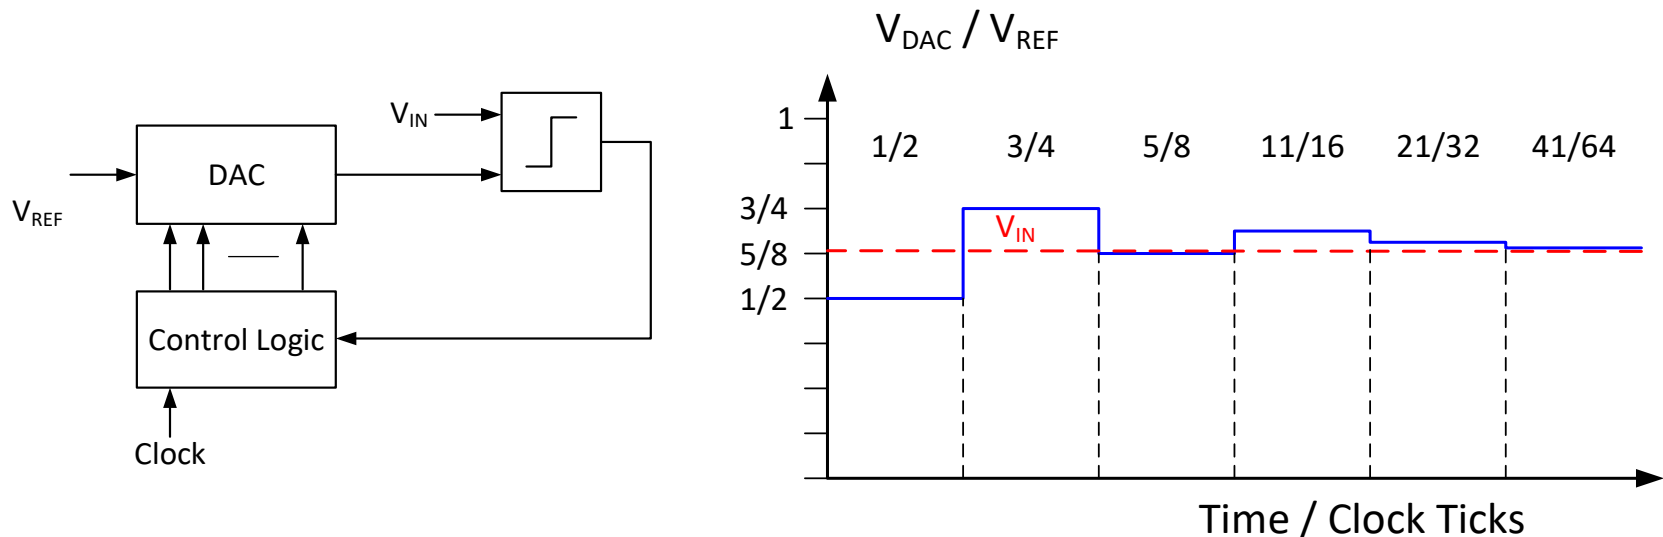 V_IN
DAC
V_REF
Control Logic
Clock
V_DAC / V_REF
1
1/2 3/4 5/8 11/16 21/32 41/64
3/4
V_IN
5/8
1/2
Time / Clock Ticks